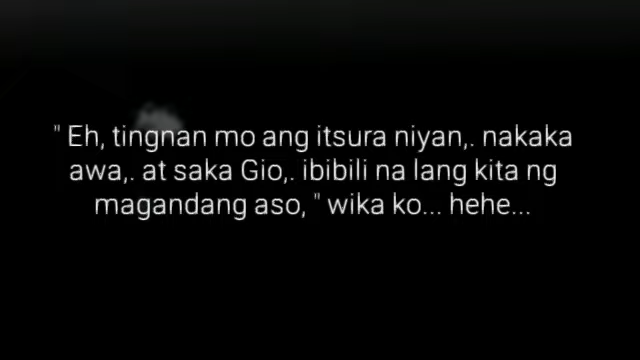 " Eh, tingnan mo ang itsura niyan,. nakaka
awa,. at saka Gio,. ibibili na lang kita ng
magandang aso, " wika ko... hehe...